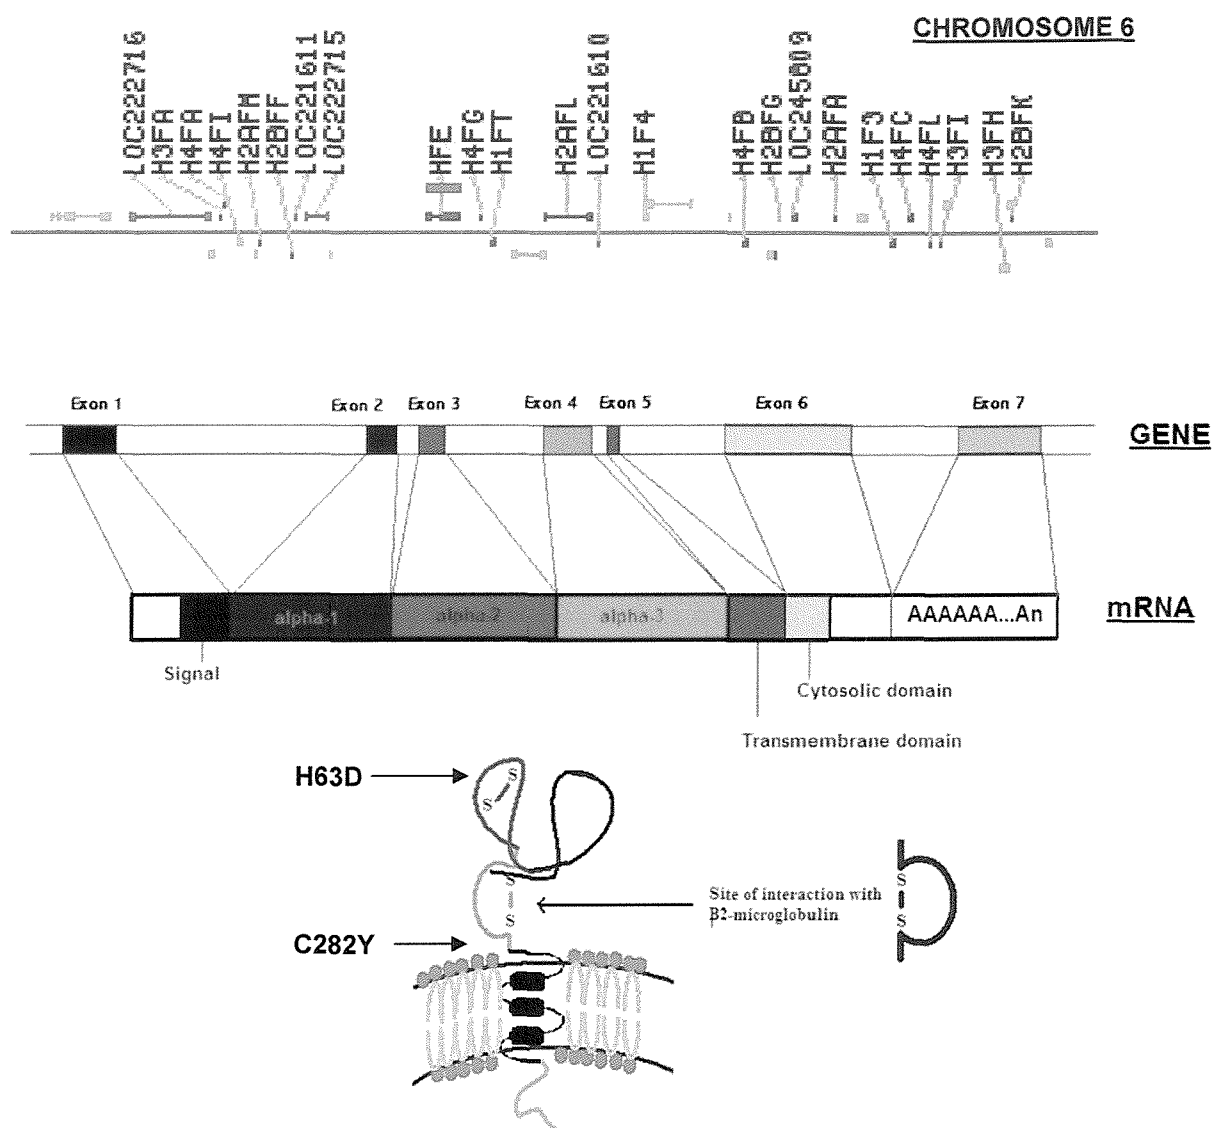 CHROMOSOME 6
LOC222716
H3FA
H4FA
H4FI
H2AFM
H2BFF
LOC221611
LOC222715
HFE
H4FG
H1FT
H2AFL
LOC221610
H1F4
H4FB
H2BFG
LOC245809
H2AFA
H1F3
H4FC
H4FL
H3FI
H3FH
H2BFK
Exon 1
Exon 2
Exon 3
Exon 4
Exon 5
Exon 6
Exon 7
GENE
alpha-1
alpha-2
alpha-3
AAAAAA...An
mRNA
Signal
Cytosolic domain
Transmembrane domain
H63D
S
S
S
S
Site of interaction with
β2-microglobulin
S
S
C282Y